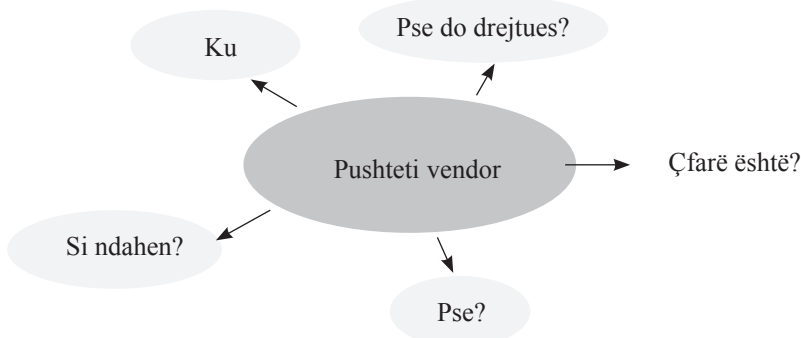 Pse do drejtues?
Ku
Pushteti vendor
Çfarë është?
Si ndahen?
Pse?